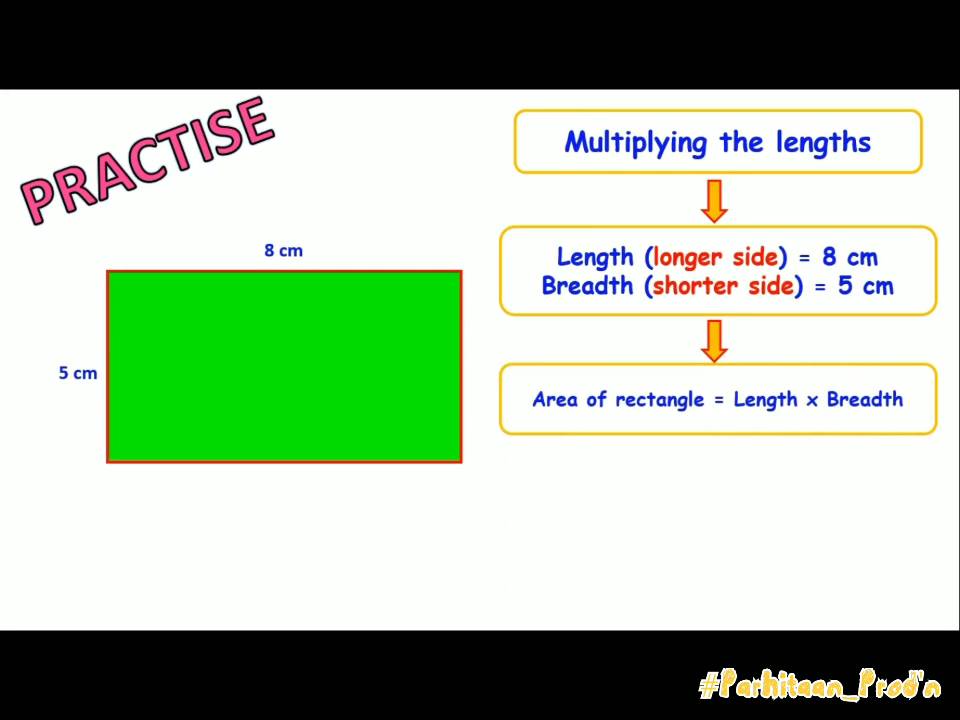 PRACTISE
Multiplying the lengths
8 cm
5 cm
Length (longer side) = 8 cm
Breadth (shorter side) = 5 cm
Area of rectangle = Length x Breadth
#Parhitaan_Prod'n